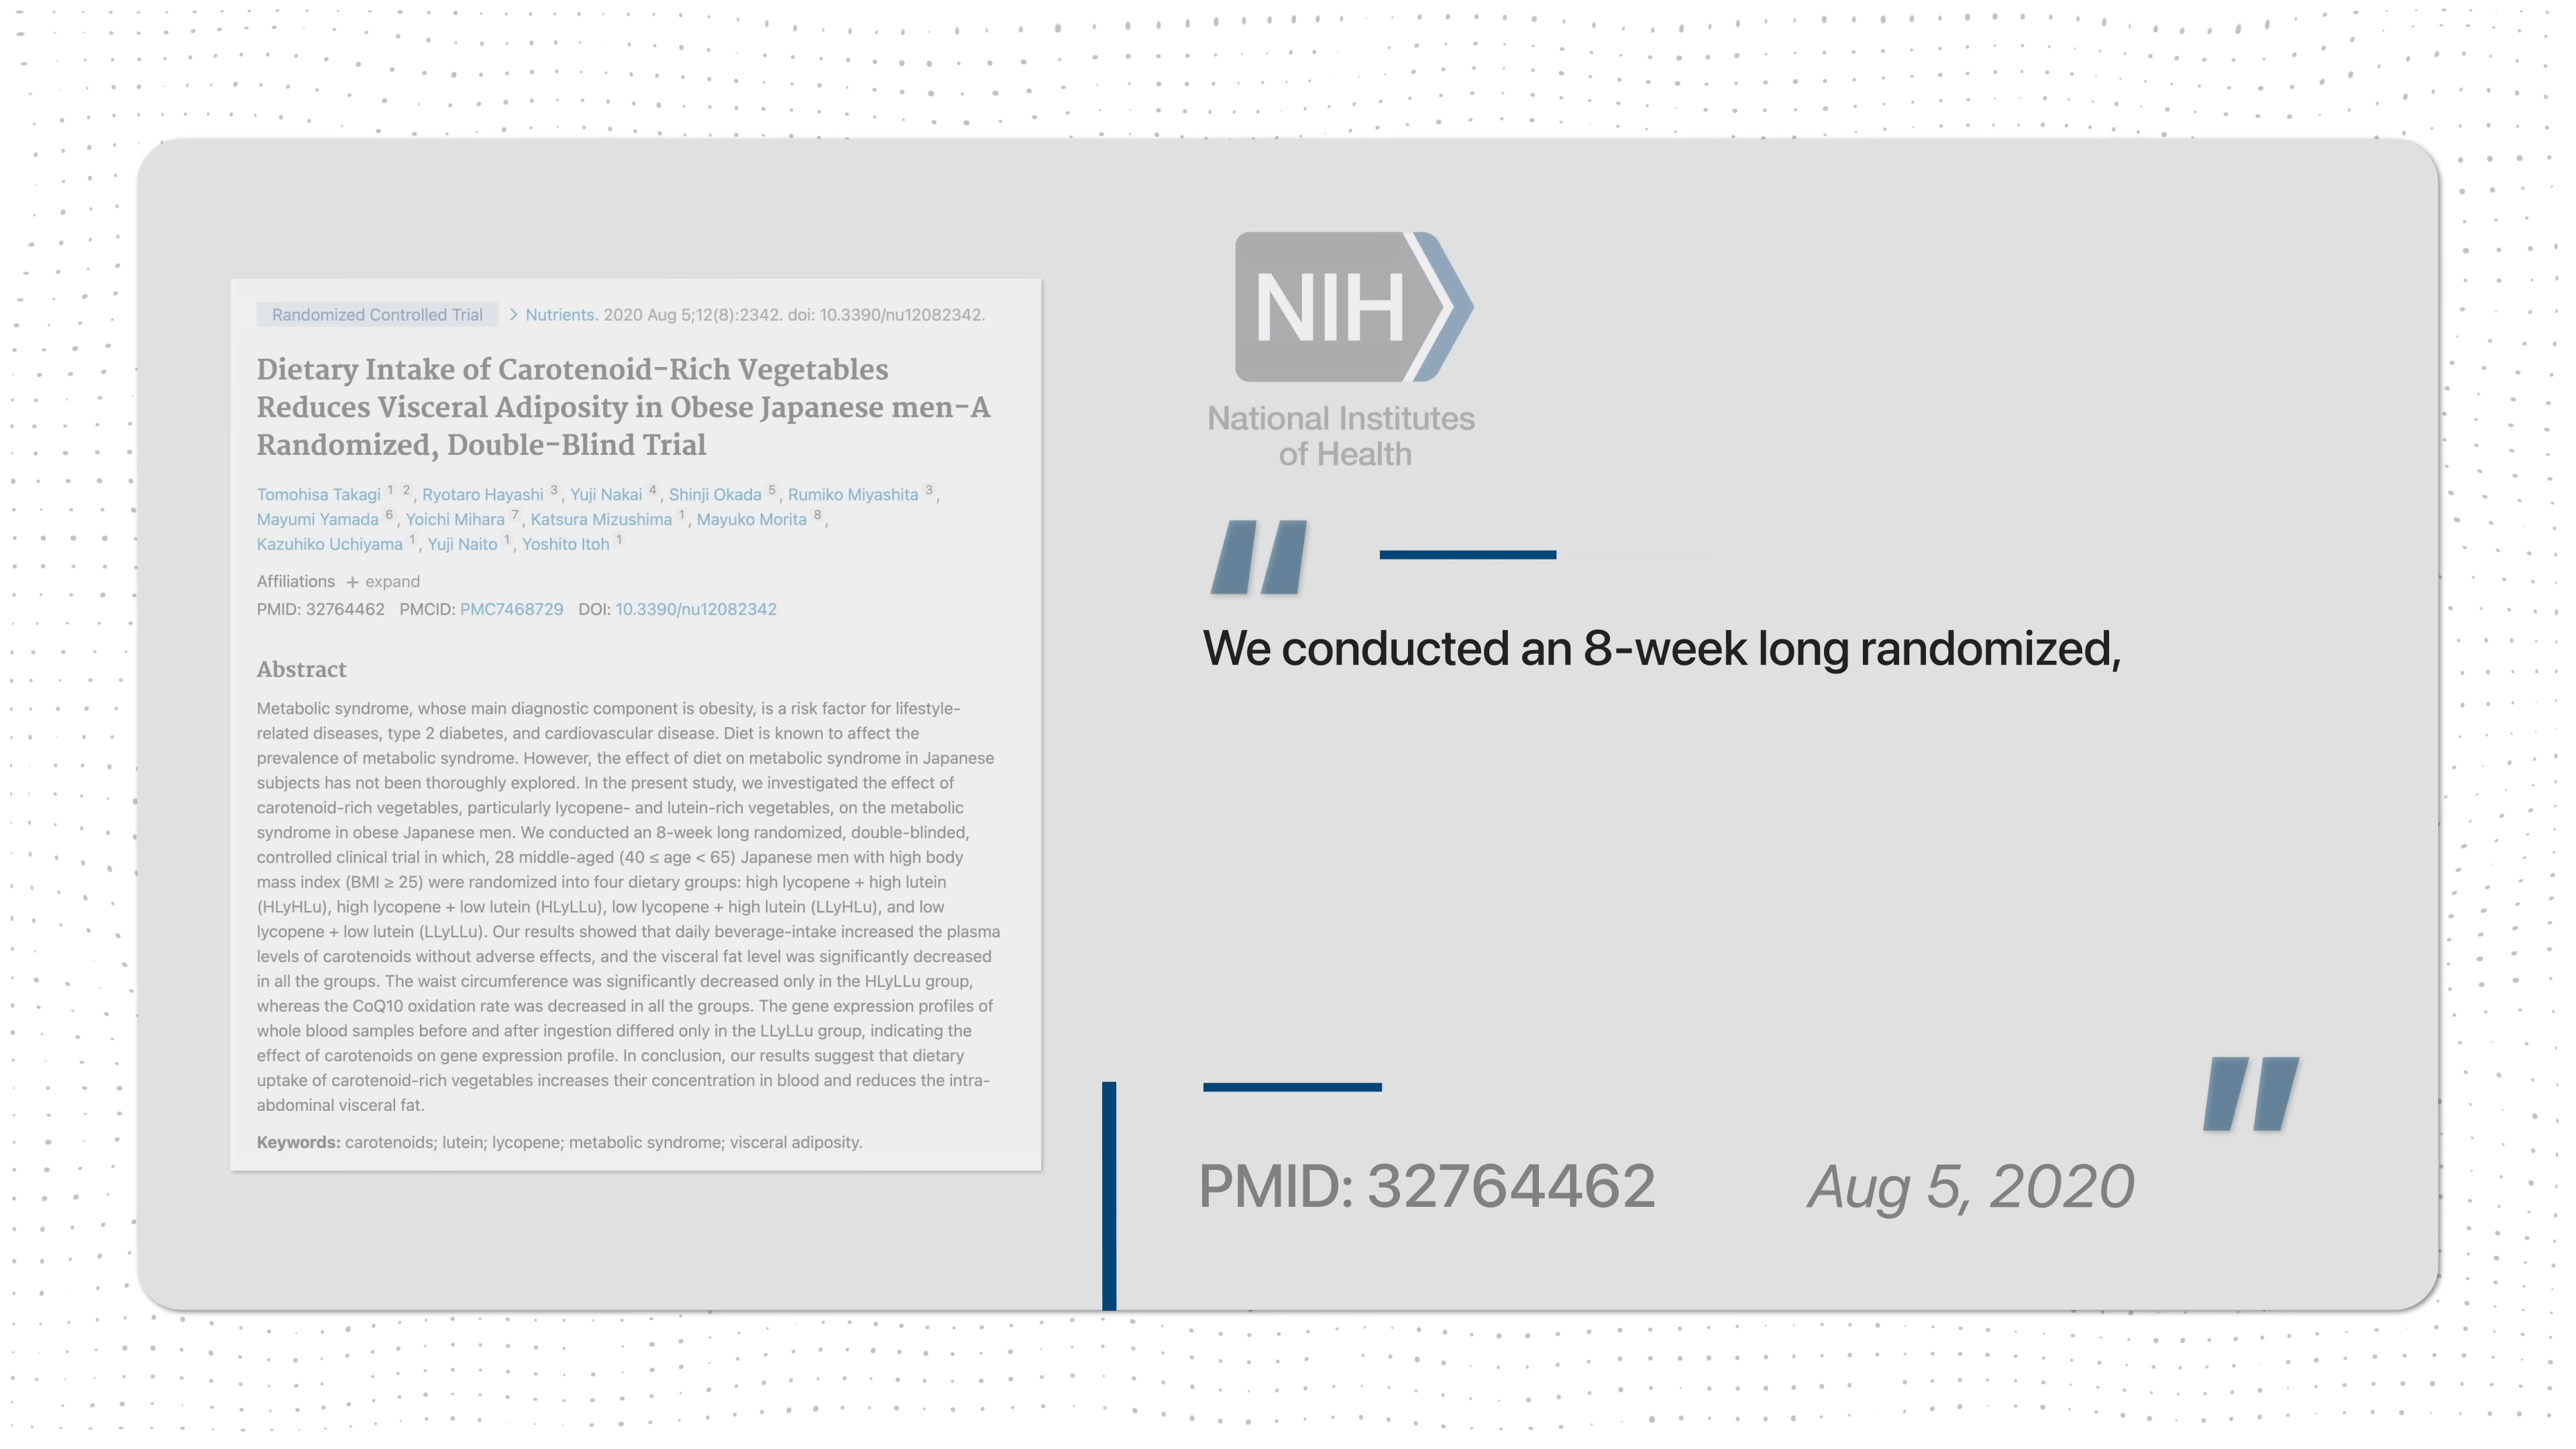 Randomized Controlled Trial > Nutrients. 2020 Aug 5;12(8):2342. doi: 10.3390/nu12082342.
Dietary Intake of Carotenoid-Rich Vegetables
Reduces Visceral Adiposity in Obese Japanese men-A
Randomized, Double-Blind Trial
Tomohisa Takagi 1 2, Ryotaro Hayashi 3, Yuji Nakai 4, Shinji Okada 5, Rumiko Miyashita 3,
Mayumi Yamada 6, Yoichi Mihara 7, Katsura Mizushima 1, Mayuko Morita 8,
Kazuhiko Uchiyama 1, Yuji Naito 1, Yoshito Itoh 1
Affiliations + expand
PMID: 32764462 PMCID: PMC7468729 DOI: 10.3390/nu12082342
Abstract
Metabolic syndrome, whose main diagnostic component is obesity, is a risk factor for lifestyle-
related diseases, type 2 diabetes, and cardiovascular disease. Diet is known to affect the
prevalence of metabolic syndrome. However, the effect of diet on metabolic syndrome in Japanese
subjects has not been thoroughly explored. In the present study, we investigated the effect of
carotenoid-rich vegetables, particularly lycopene- and lutein-rich vegetables, on the metabolic
syndrome in obese Japanese men. We conducted an 8-week long randomized, double-blinded,
controlled clinical trial in which, 28 middle-aged (40 ≤ age < 65) Japanese men with high body
mass index (BMI ≥ 25) were randomized into four dietary groups: high lycopene + high lutein
(HLyHLu), high lycopene + low lutein (HLyLLu), low lycopene + high lutein (LLyHLu), and low
lycopene + low lutein (LLyLLu). Our results showed that daily beverage-intake increased the plasma
levels of carotenoids without adverse effects, and the visceral fat level was significantly decreased
in all the groups. The waist circumference was significantly decreased only in the HLyLLu group,
whereas the CoQ10 oxidation rate was decreased in all the groups. The gene expression profiles of
whole blood samples before and after ingestion differed only in the LLyLLu group, indicating the
effect of carotenoids on gene expression profile. In conclusion, our results suggest that dietary
uptake of carotenoid-rich vegetables increases their concentration in blood and reduces the intra-
abdominal visceral fat.
Keywords: carotenoids; lutein; lycopene; metabolic syndrome; visceral adiposity.
NIH
National Institutes
of Health
"
We conducted an 8-week long randomized,
"
PMID: 32764462 Aug 5, 2020